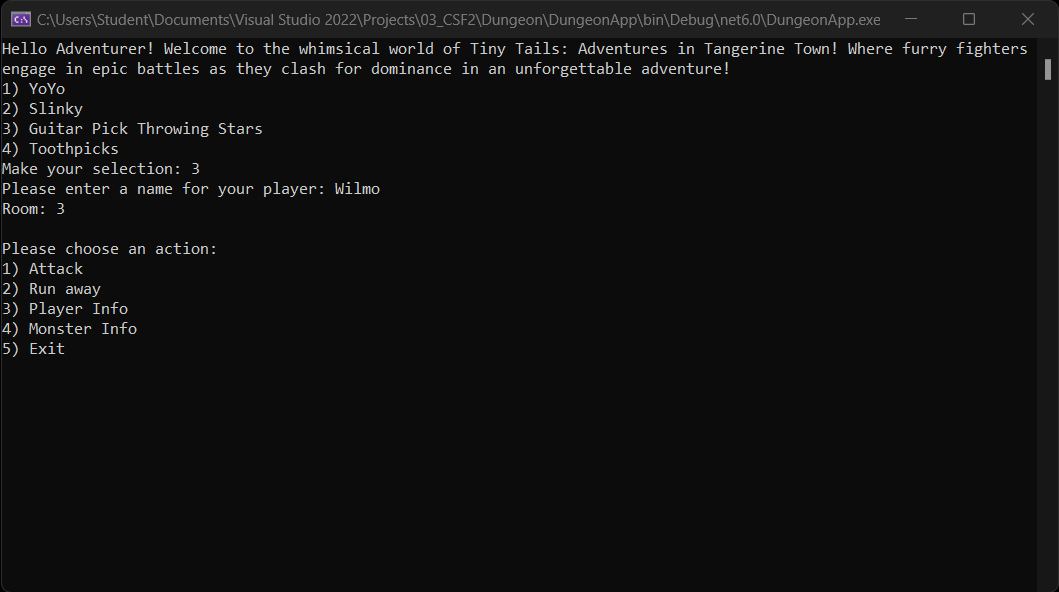 C:\Users\Student\Documents\Visual Studio 2022\Projects\03_CSF2\Dungeon\DungeonApp\bin\Debug\net6.0\DungeonApp.exe
Hello Adventurer! Welcome to the whimsical world of Tiny Tails: Adventures in Tangerine Town! Where furry fighters
engage in epic battles as they clash for dominance in an unforgettable adventure!
1) YoYo
2) Slinky
3) Guitar Pick Throwing Stars
4) Toothpicks
Make your selection: 3
Please enter a name for your player: Wilmo
Room: 3
Please choose an action:
1) Attack
2) Run away
3) Player Info
4) Monster Info
5) Exit